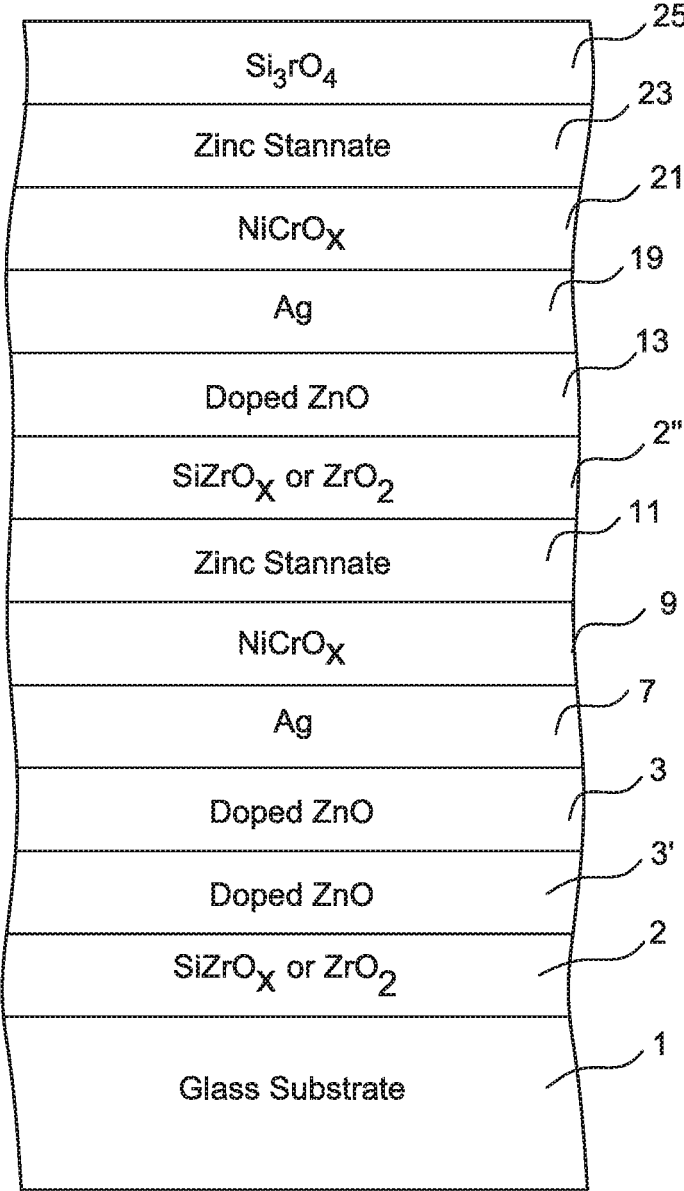 25
Si₃rO₄
23
Zinc Stannate
21
NiCrOₓ
19
Ag
13
Doped ZnO
2"
SiZrOₓ or ZrO₂
11
Zinc Stannate
9
NiCrOₓ
7
Ag
3
Doped ZnO
3'
Doped ZnO
2
SiZrOₓ or ZrO₂
1
Glass Substrate